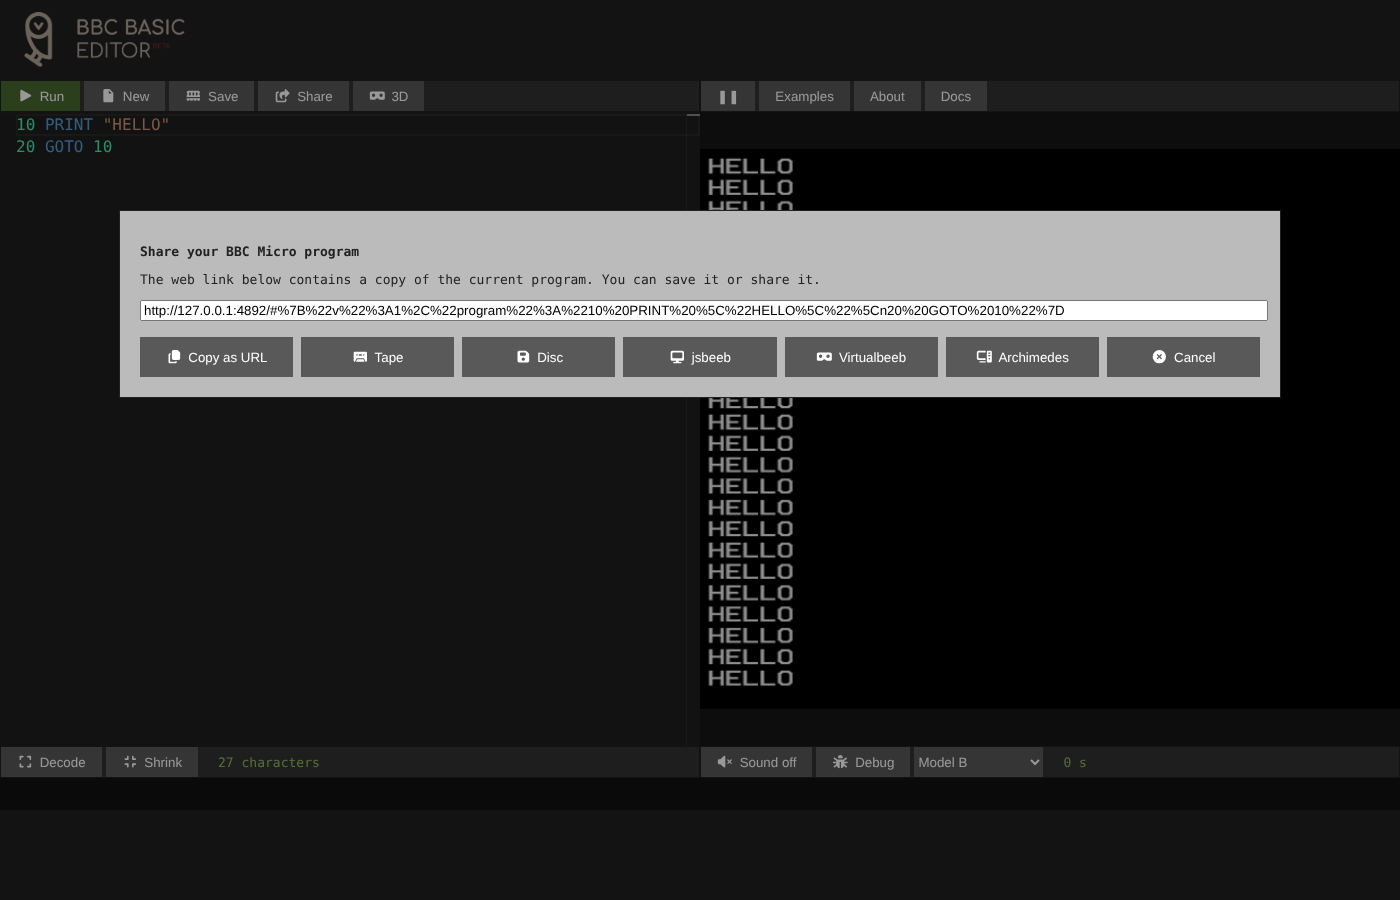 BBC BASIC
EDITOR BETA
Run New Save Share 3D
Examples About Docs
10 PRINT "HELLO"
20 GOTO 10
HELLO
HELLO
HELLO
Share your BBC Micro program
The web link below contains a copy of the current program. You can save it or share it.
http://127.0.0.1:4892/#%7B%22v%22%3A1%2C%22program%22%3A%2210%20PRINT%20%5C%22HELLO%5C%22%5Cn20%20GOTO%2010%22%7D
Copy as URL Tape Disc jsbeeb Virtualbeeb Archimedes Cancel
HELLO
HELLO
HELLO
HELLO
HELLO
HELLO
HELLO
HELLO
HELLO
HELLO
HELLO
HELLO
HELLO
HELLO
Decode Shrink 27 characters
Sound off Debug Model B 0 s